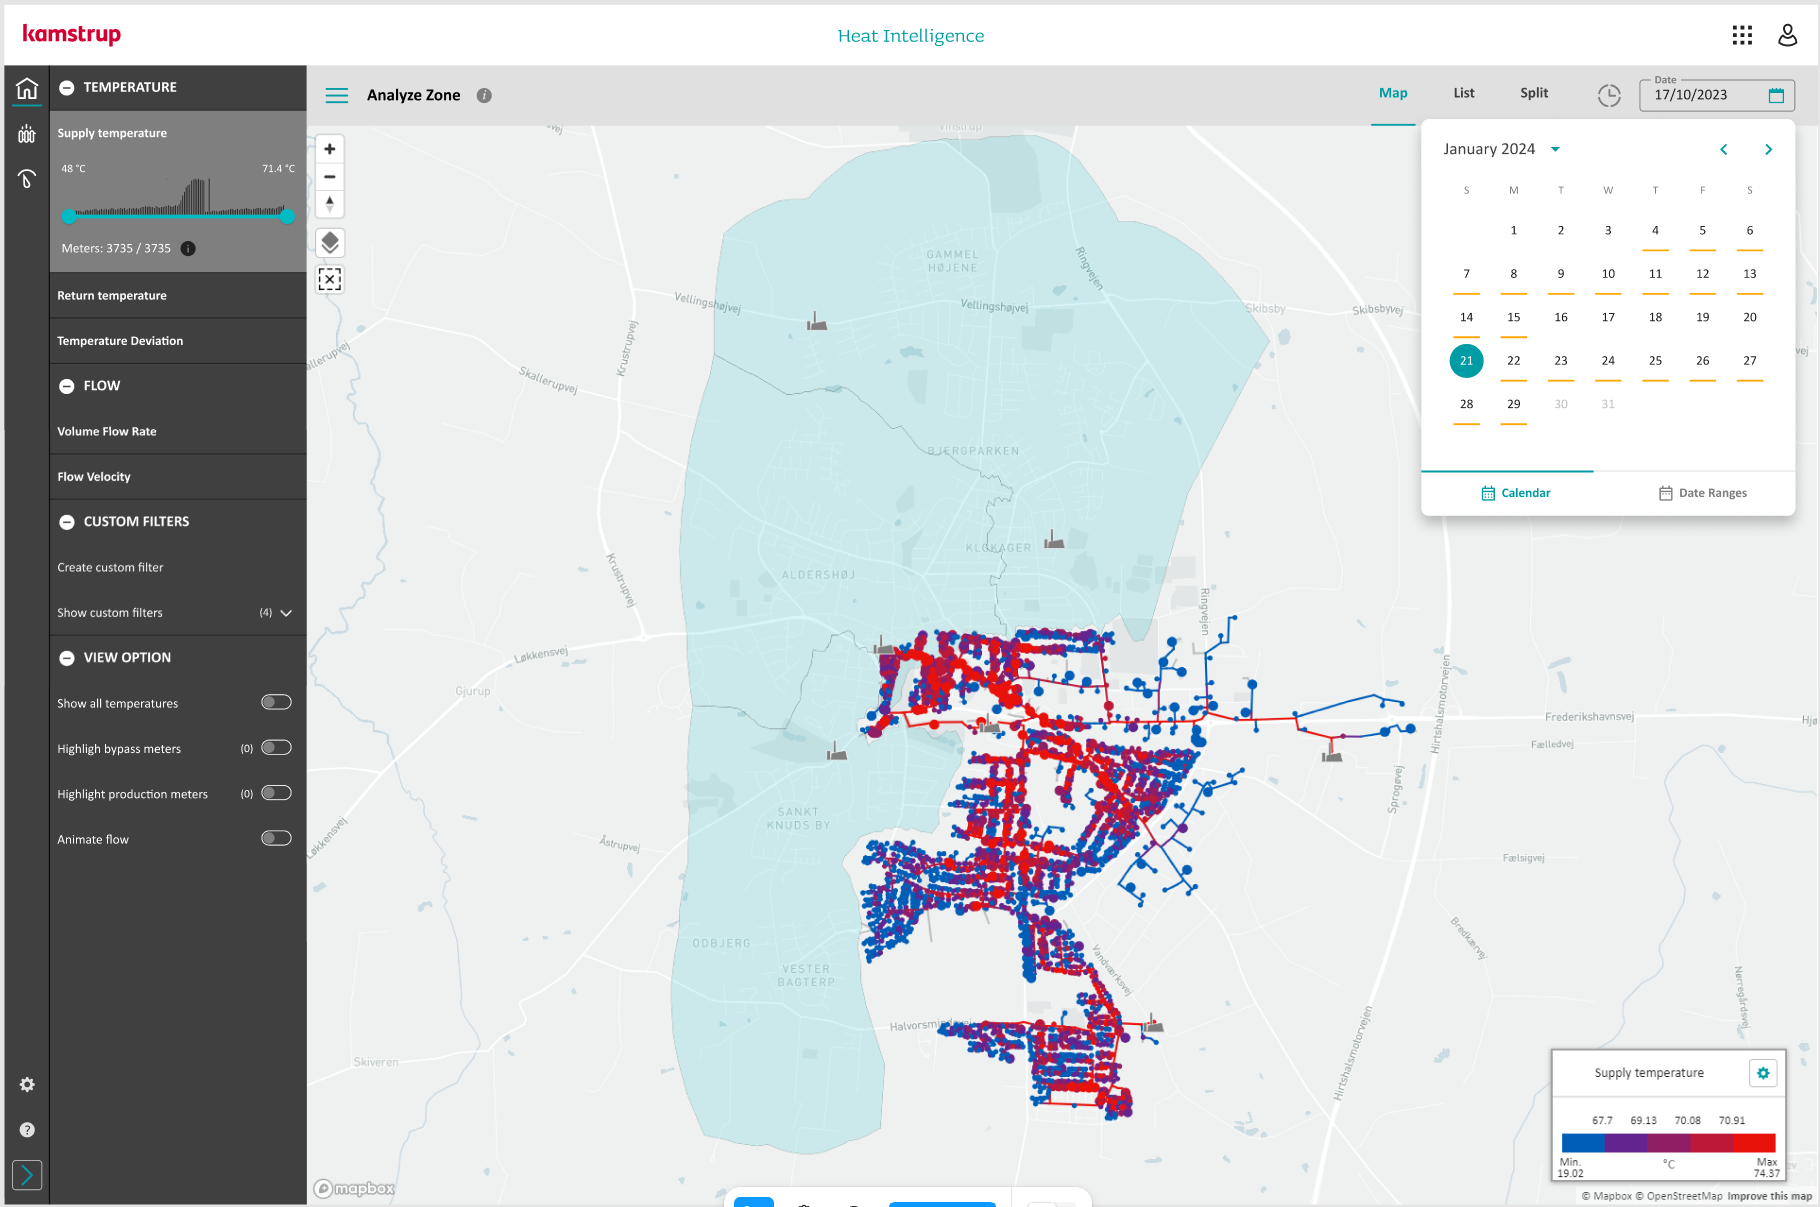 kamstrup
Heat Intelligence
TEMPERATURE
Supply temperature
48 °C 71.4 °C
Meters: 3735 / 3735
Return temperature
Temperature Deviation
FLOW
Volume Flow Rate
Flow Velocity
CUSTOM FILTERS
Create custom filter
Show custom filters (4)
VIEW OPTION
Show all temperatures
Highligh bypass meters (0)
Highlight production meters (0)
Animate flow
Analyze Zone
Map List Split
Date
17/10/2023
January 2024
S M T W T F S
1 2 3 4 5 6
7 8 9 10 11 12 13
14 15 16 17 18 19 20
21 22 23 24 25 26 27
28 29 30 31
Calendar Date Ranges
Vinstrup
GAMMEL
HØJENE
Ringvejen
Vellingshøjvej
Vellingshøjvej
Skibsby
Skibsbyvej
Krustrupvej
Skallerupvej
BJERGPARKEN
KLOKAGER
ALDERSHØJ
Krustrupvej
Ringvejen
Løkkensvej
Gjurup
Hirtshalsmotorvejen
Frederikshavnsvej
Fælledvej
Sprogøvej
SANKT
KNUDS BY
Løkkensvej
Åstrupvej
Fælsigvej
ODBJERG
VESTER
BAGTERP
Vandværksvej
Bredkærvej
Nørregårdsvej
Skiveren
Hirtshalsmotorvejen
Supply temperature
67.7 69.13 70.08 70.91
Min. °C Max
19.02 74.37
mapbox
© Mapbox © OpenStreetMap Improve this map